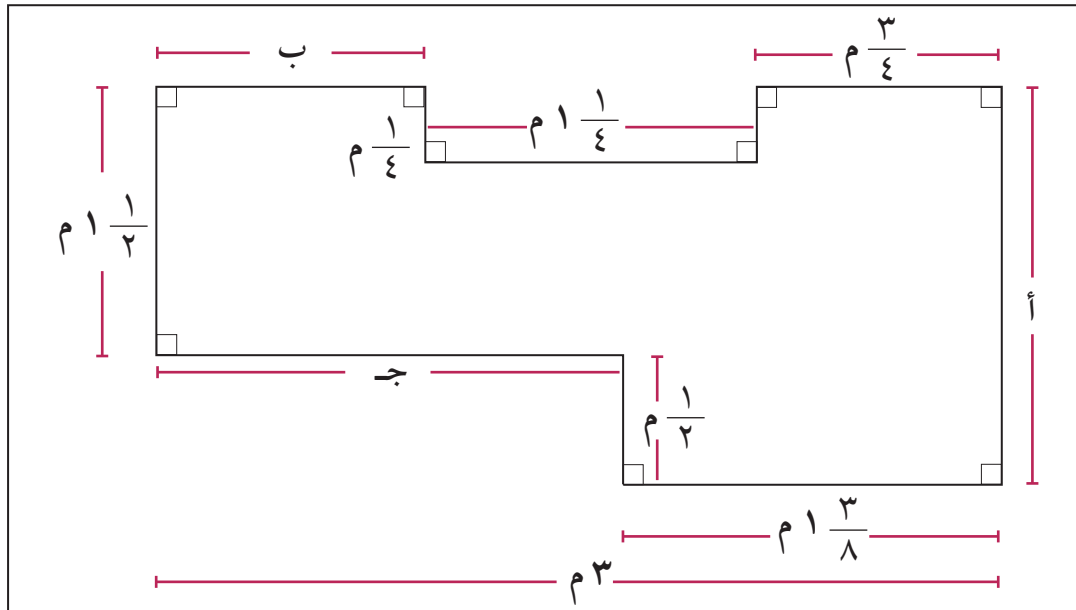 ٣/٤ م
ب
١ ١/٤ م
١/٤ م
١ ١/٢ م
أ
جـ
١/٢ م
١ ٣/٨ م
٣ م